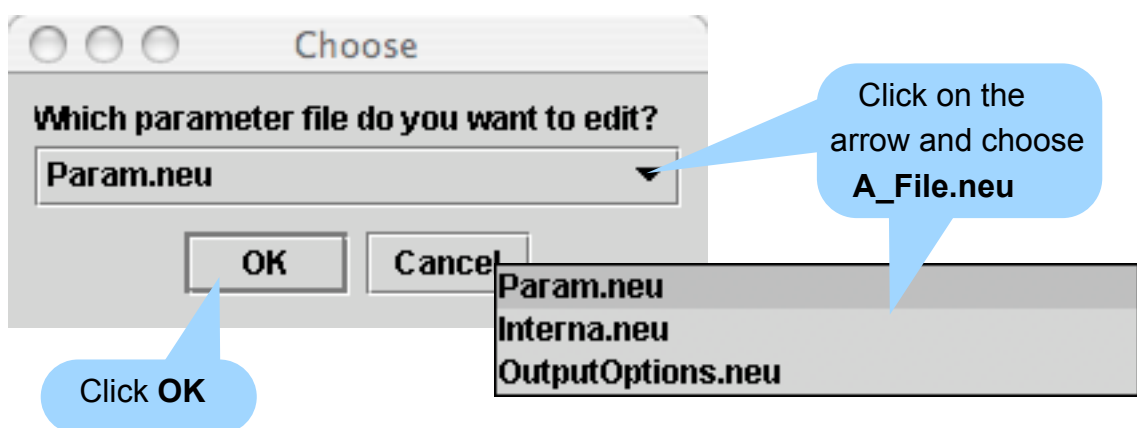 Choose
Which parameter file do you want to edit?
Param.neu
OK
Cancel
Click on the
arrow and choose
A_File.neu
Param.neu
Interna.neu
OutputOptions.neu
Click OK